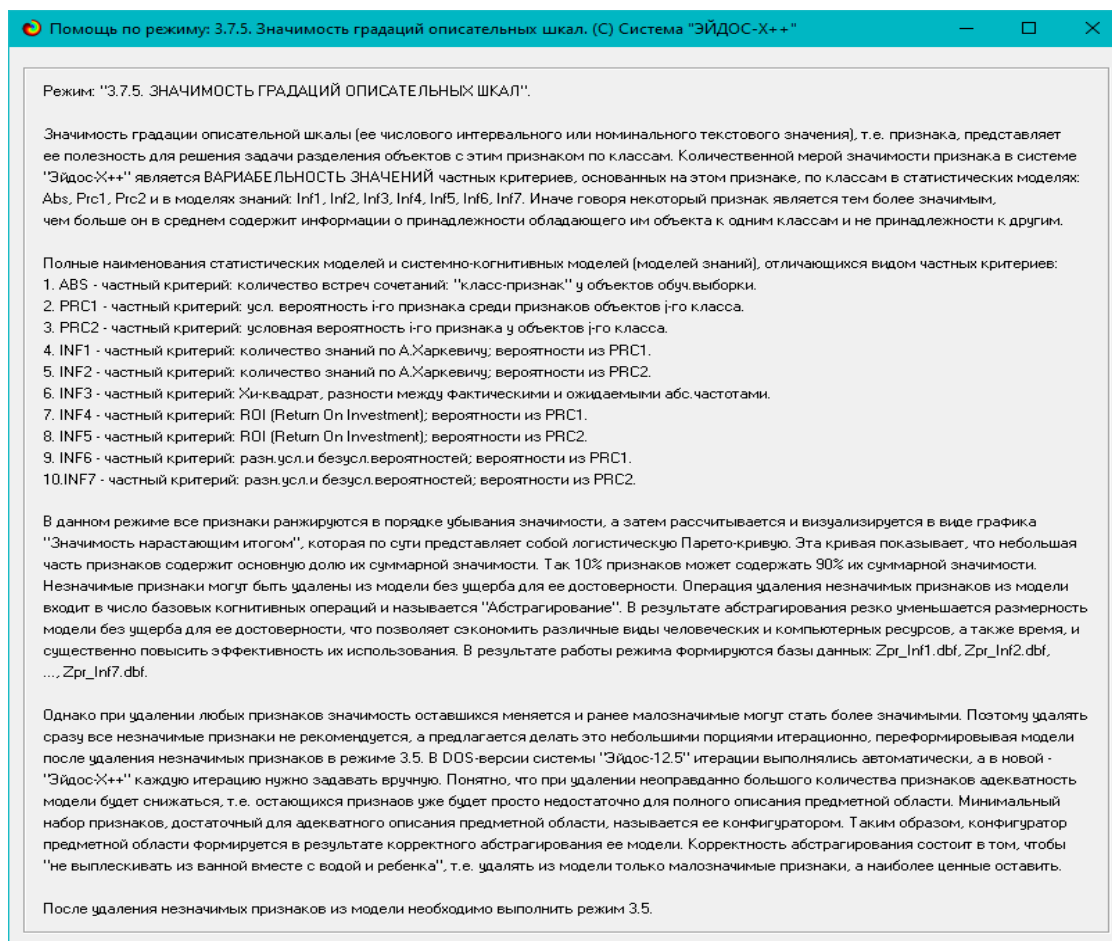 Помощь по режиму: 3.7.5. Значимость градаций описательных шкал. (C) Система "ЭЙДОС-X++"
Режим: "3.7.5. ЗНАЧИМОСТЬ ГРАДАЦИЙ ОПИСАТЕЛЬНЫХ ШКАЛ".
Значимость градации описательной шкалы (ее числового интервального или номинального текстового значения), т.е. признака, представляет
ее полезность для решения задачи разделения объектов с этим признаком по классам. Количественной мерой значимости признака в системе
"Эйдос-X++" является ВАРИАБЕЛЬНОСТЬ ЗНАЧЕНИЙ частных критериев, основанных на этом признаке, по классам в статистических моделях:
Abs, Prc1, Prc2 и в моделях знаний: Inf1, Inf2, Inf3, Inf4, Inf5, Inf6, Inf7. Иначе говоря некоторый признак является тем более значимым,
чем больше он в среднем содержит информации о принадлежности обладающего им объекта к одним классам и не принадлежности к другим.
Полные наименования статистических моделей и системно-когнитивных моделей (моделей знаний), отличающихся видом частных критериев:
1. ABS - частный критерий: количество встреч сочетаний: "класс-признак" у объектов обуч.выборки.
2. PRC1 - частный критерий: усл. вероятность i-го признака среди признаков объектов j-го класса.
3. PRC2 - частный критерий: условная вероятность i-го признака у объектов j-го класса.
4. INF1 - частный критерий: количество знаний по А.Харкевичу; вероятности из PRC1.
5. INF2 - частный критерий: количество знаний по А.Харкевичу; вероятности из PRC2.
6. INF3 - частный критерий: Хи-квадрат, разности между фактическими и ожидаемыми абс.частотами.
7. INF4 - частный критерий: ROI (Return On Investment); вероятности из PRC1.
8. INF5 - частный критерий: ROI (Return On Investment); вероятности из PRC2.
9. INF6 - частный критерий: разн.усл.и безусл.вероятностей; вероятности из PRC1.
10.INF7 - частный критерий: разн.усл.и безусл.вероятностей; вероятности из PRC2.
В данном режиме все признаки ранжируются в порядке убывания значимости, а затем рассчитывается и визуализируется в виде графика
"Значимость нарастающим итогом", которая по сути представляет собой логистическую Парето-кривую. Эта кривая показывает, что небольшая
часть признаков содержит основную долю их суммарной значимости. Так 10% признаков может содержать 90% их суммарной значимости.
Незначимые признаки могут быть удалены из модели без ущерба для ее достоверности. Операция удаления незначимых признаков из модели
входит в число базовых когнитивных операций и называется "Абстрагирование". В результате абстрагирования резко уменьшается размерность
модели без ущерба для ее достоверности, что позволяет сэкономить различные виды человеческих и компьютерных ресурсов, а также время, и
существенно повысить эффективность их использования. В результате работы режима формируются базы данных: Zpr_Inf1.dbf, Zpr_Inf2.dbf,
..., Zpr_Inf7.dbf.
Однако при удалении любых признаков значимость оставшихся меняется и ранее малозначимые могут стать более значимыми. Поэтому удалять
сразу все незначимые признаки не рекомендуется, а предлагается делать это небольшими порциями итерационно, переформировывая модели
после удаления незначимых признаков в режиме 3.5. В DOS-версии системы "Эйдос-12.5" итерации выполнялись автоматически, а в новой -
"Эйдос-X++" каждую итерацию нужно задавать вручную. Понятно, что при удалении неоправданно большого количества признаков адекватность
модели будет снижаться, т.е. остающихся признаов уже будет просто недостаточно для полного описания предметной области. Минимальный
набор признаков, достаточный для адекватного описания предметной области, называется ее конфигуратором. Таким образом, конфигуратор
предметной области формируется в результате корректного абстрагирования ее модели. Корректность абстрагирования состоит в том, чтобы
"не выплескивать из ванной вместе с водой и ребенка", т.е. удалять из модели только малозначимые признаки, а наиболее ценные оставить.
После удаления незначимых признаков из модели необходимо выполнить режим 3.5.